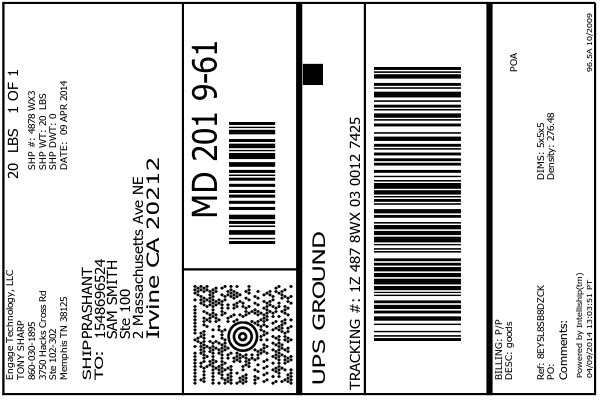 Engage Technology, LLC
TONY SHARP
860-030-1895
3750 Hacks Cross Rd
Ste 102-302
Memphis TN 38125
20 LBS 1 OF 1
SHP #: 4878 WX3
SHP WT: 20 LBS
SHP DWT: 0
DATE: 09 APR 2014
SHIP PRASHANT
TO: 15486965​24
SAM SMITH
Ste 100
2 Massachusetts Ave NE
Irvine CA 20212
MD 201 9-61
UPS GROUND
TRACKING #: 1Z 487 8WX 03 0012 7425
BILLING: P/P
DESC: goods
POA
Ref: 8EY5L8SB8DZCK
PO:
DIMS: 5x5x5
Density: 276.48
Comments:
Powered by Intelliship(tm)
04/09/2014 13:03:51 PT
96.5A 10/2009